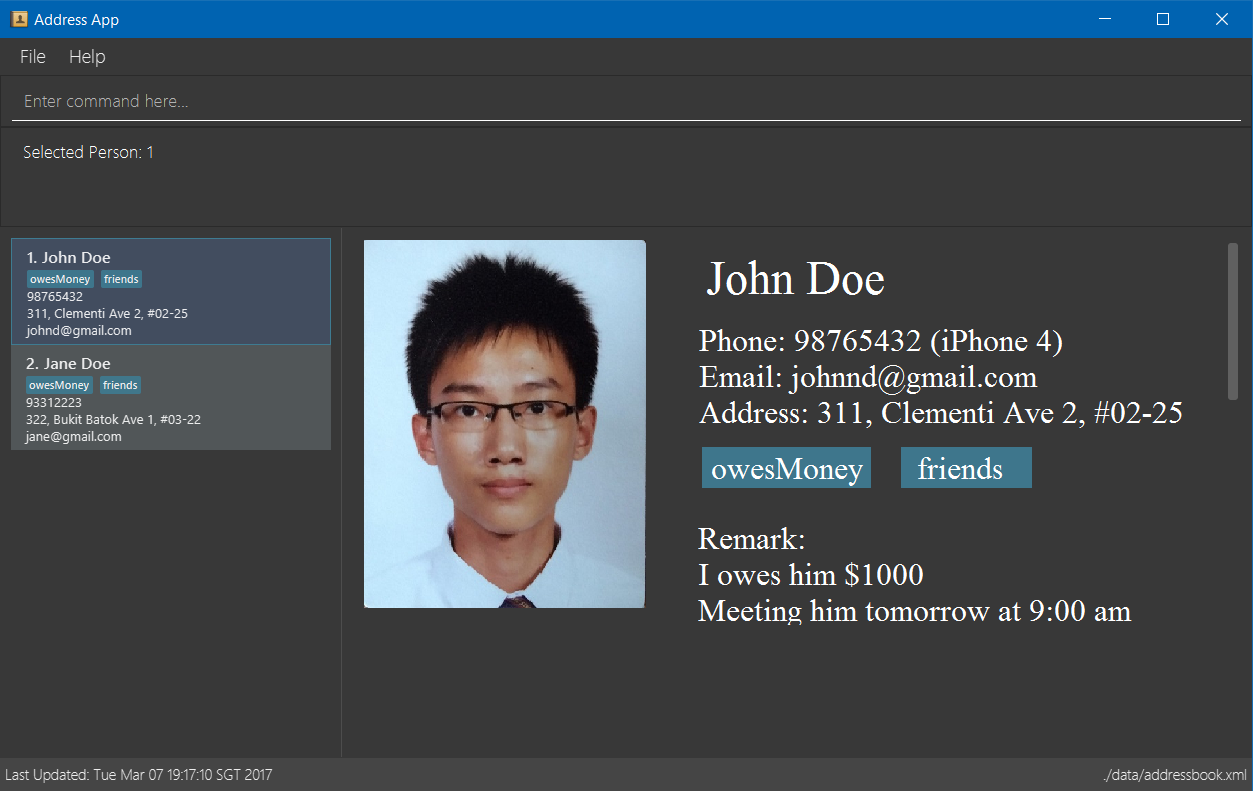 Address App
File Help
Enter command here...
Selected Person: 1
1. John Doe
owesMoney friends
98765432
311, Clementi Ave 2, #02-25
johnd@gmail.com
2. Jane Doe
owesMoney friends
93312223
322, Bukit Batok Ave 1, #03-22
jane@gmail.com
John Doe
Phone: 98765432 (iPhone 4)
Email: johnnd@gmail.com
Address: 311, Clementi Ave 2, #02-25
owesMoney friends
Remark:
I owes him $1000
Meeting him tomorrow at 9:00 am
Last Updated: Tue Mar 07 19:17:10 SGT 2017
./data/addressbook.xml